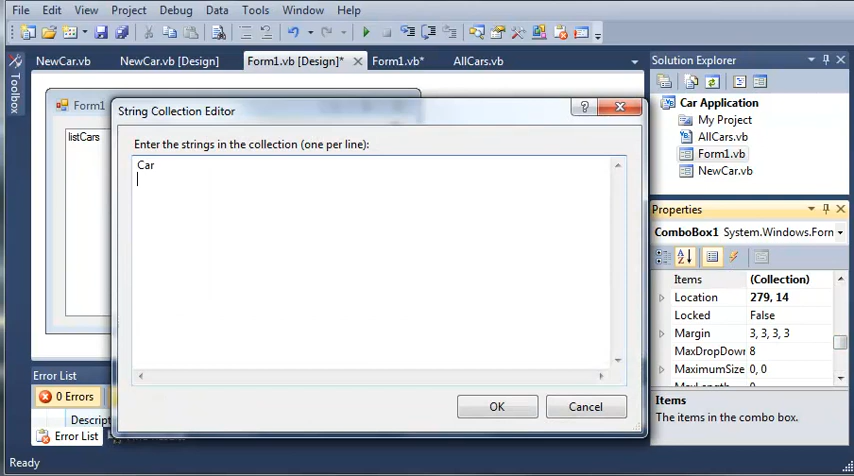 File Edit View Project Debug Data Tools Window Help
NewCar.vb NewCar.vb [Design] Form1.vb [Design]* Form1.vb* AllCars.vb
Toolbox
Form1
listCars
String Collection Editor
Enter the strings in the collection (one per line):
Car
OK Cancel
Error List
0 Errors
Descript
Error List
Ready
Solution Explorer
Car Application
My Project
AllCars.vb
Form1.vb
NewCar.vb
Properties
ComboBox1 System.Windows.Form
Items (Collection)
Location 279, 14
Locked False
Margin 3, 3, 3, 3
MaxDropDown 8
MaximumSize 0, 0
Items
The items in the combo box.